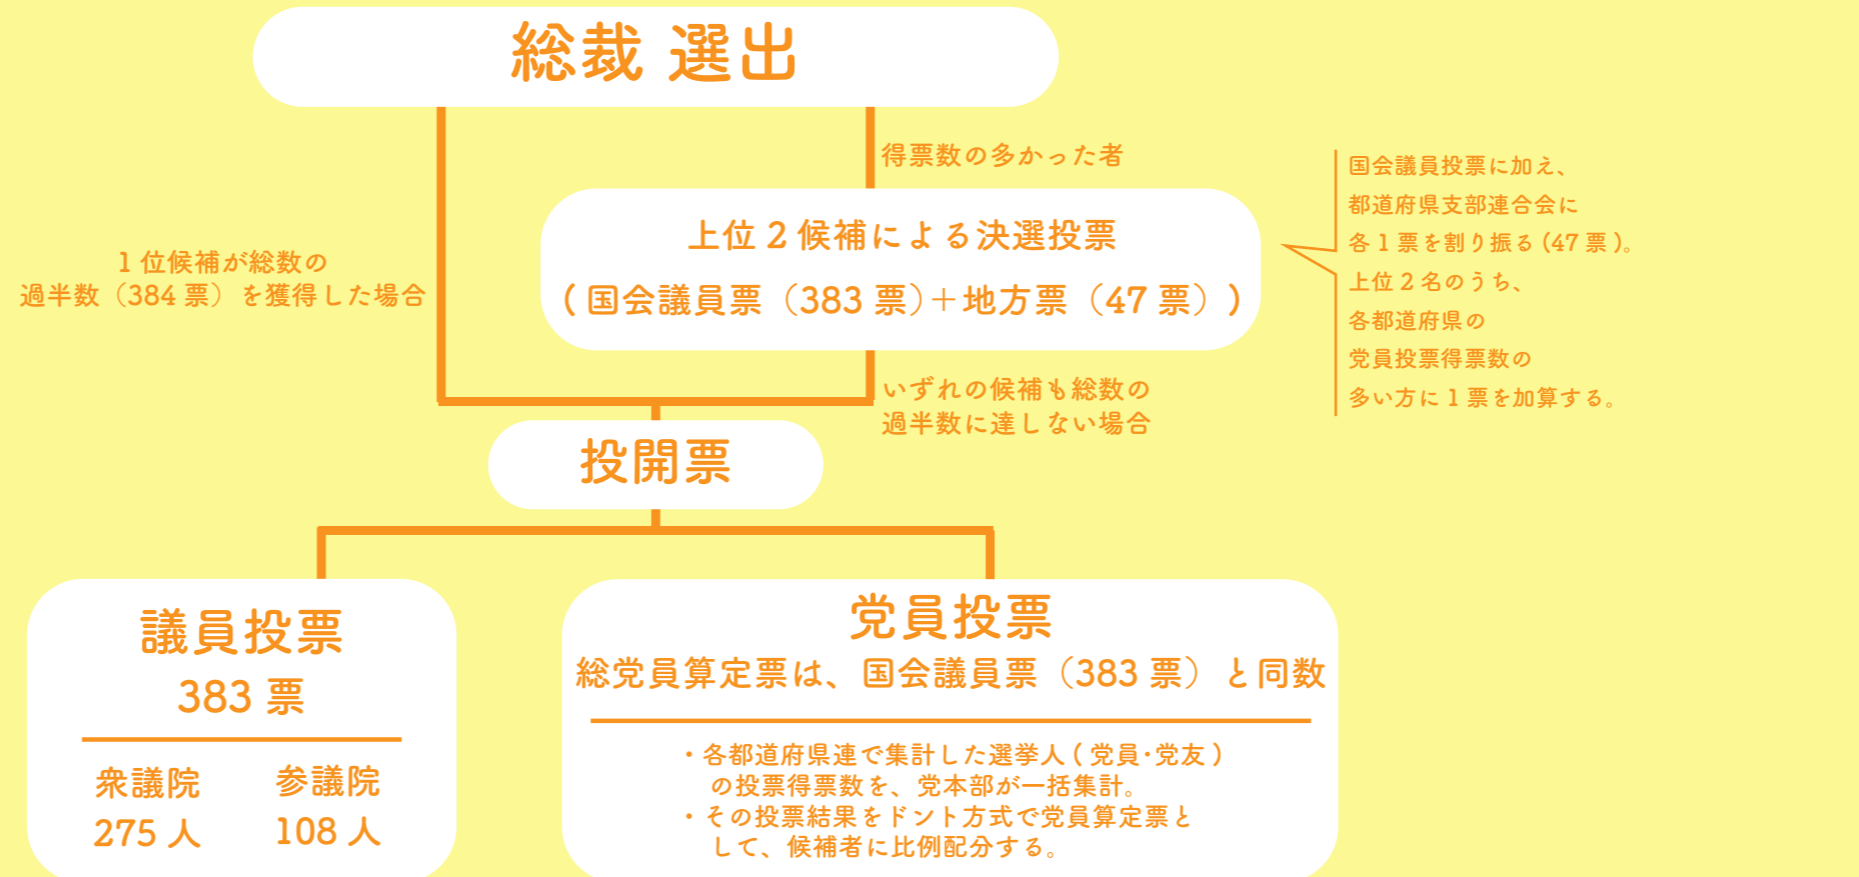 総裁 選出
得票数の多かった者
上位 2 候補による決選投票
( 国会議員票（383 票）＋地方票（47 票）)
国会議員投票に加え、
都道府県支部連合会に
各 1 票を割り振る (47 票 )。
上位 2 名のうち、
各都道府県の
党員投票得票数の
多い方に 1 票を加算する。
1 位候補が総数の
過半数（384 票）を獲得した場合
いずれの候補も総数の
過半数に達しない場合
投開票
議員投票
383 票
衆議院 参議院
275 人 108 人
党員投票
総党員算定票は、国会議員票（383 票）と同数
・各都道府県連で集計した選挙人 ( 党員・党友 )
の投票得票数を、党本部が一括集計。
・その投票結果をドント方式で党員算定票と
して、候補者に比例配分する。